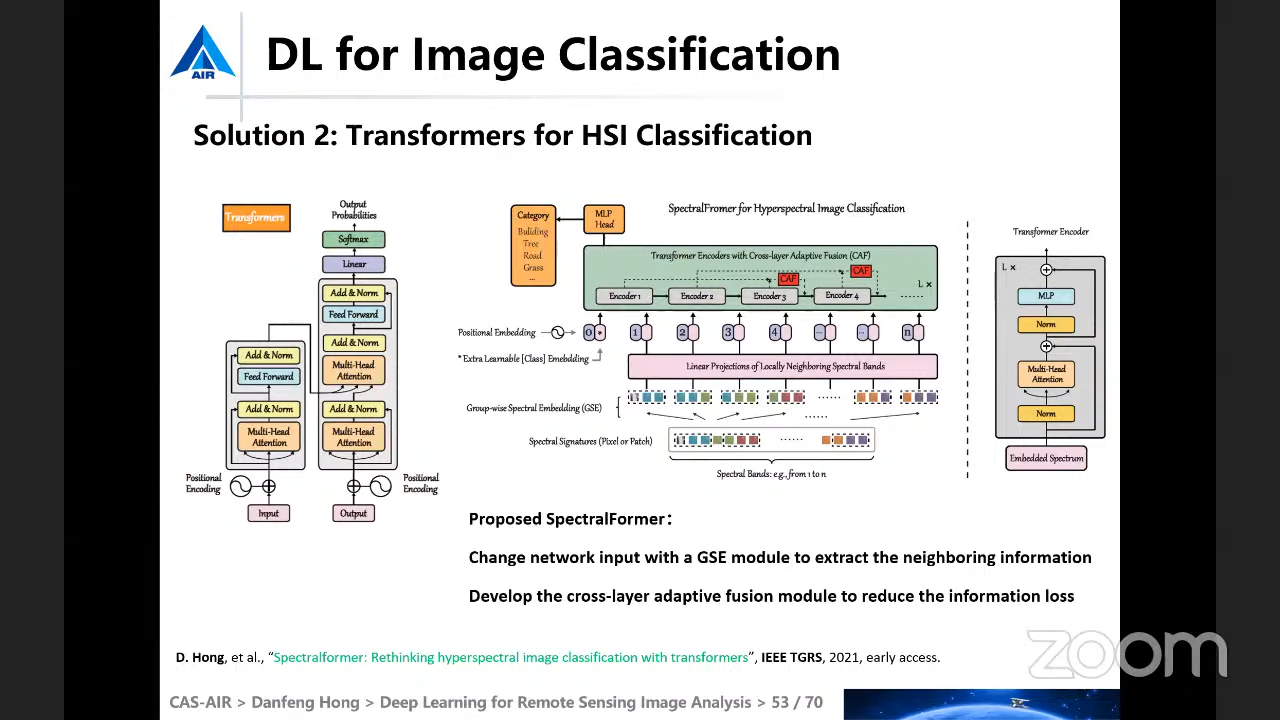 AIR
DL for Image Classification
Solution 2: Transformers for HSI Classification
Transformers
Output
Probabilities
Softmax
Linear
Add & Norm
Feed Forward
Add & Norm
Multi-Head
Attention
Add & Norm
Multi-Head
Attention
Add & Norm
Feed Forward
Add & Norm
Multi-Head
Attention
Positional
Encoding
Positional
Encoding
Input
Output
SpectralFromer for Hyperspectral Image Classification
Category
Buliding
Tree
Road
Grass
...
MLP
Head
Transformer Encoders with Cross-layer Adaptive Fusion (CAF)
CAF
CAF
L ×
Encoder 1
Encoder 2
Encoder 3
Encoder 4
......
Positional Embedding
0 *
1
2
3
4
...
...
n
* Extra Learnable [Class] Emebdding
Linear Projections of Locally Neighboring Spectral Bands
Group-wise Spectral Embedding (GSE)
......
......
Spectral Signatures (Pixel or Patch)
......
Spectral Bands: e.g., from 1 to n
Transformer Encoder
L ×
MLP
Norm
Multi-Head
Attention
Norm
Embedded Spectrum
Proposed SpectralFormer：
Change network input with a GSE module to extract the neighboring information
Develop the cross-layer adaptive fusion module to reduce the information loss
D. Hong, et al., “Spectralformer: Rethinking hyperspectral image classification with transformers”, IEEE TGRS, 2021, early access.
CAS-AIR > Danfeng Hong > Deep Learning for Remote Sensing Image Analysis > 53 / 70
zoom